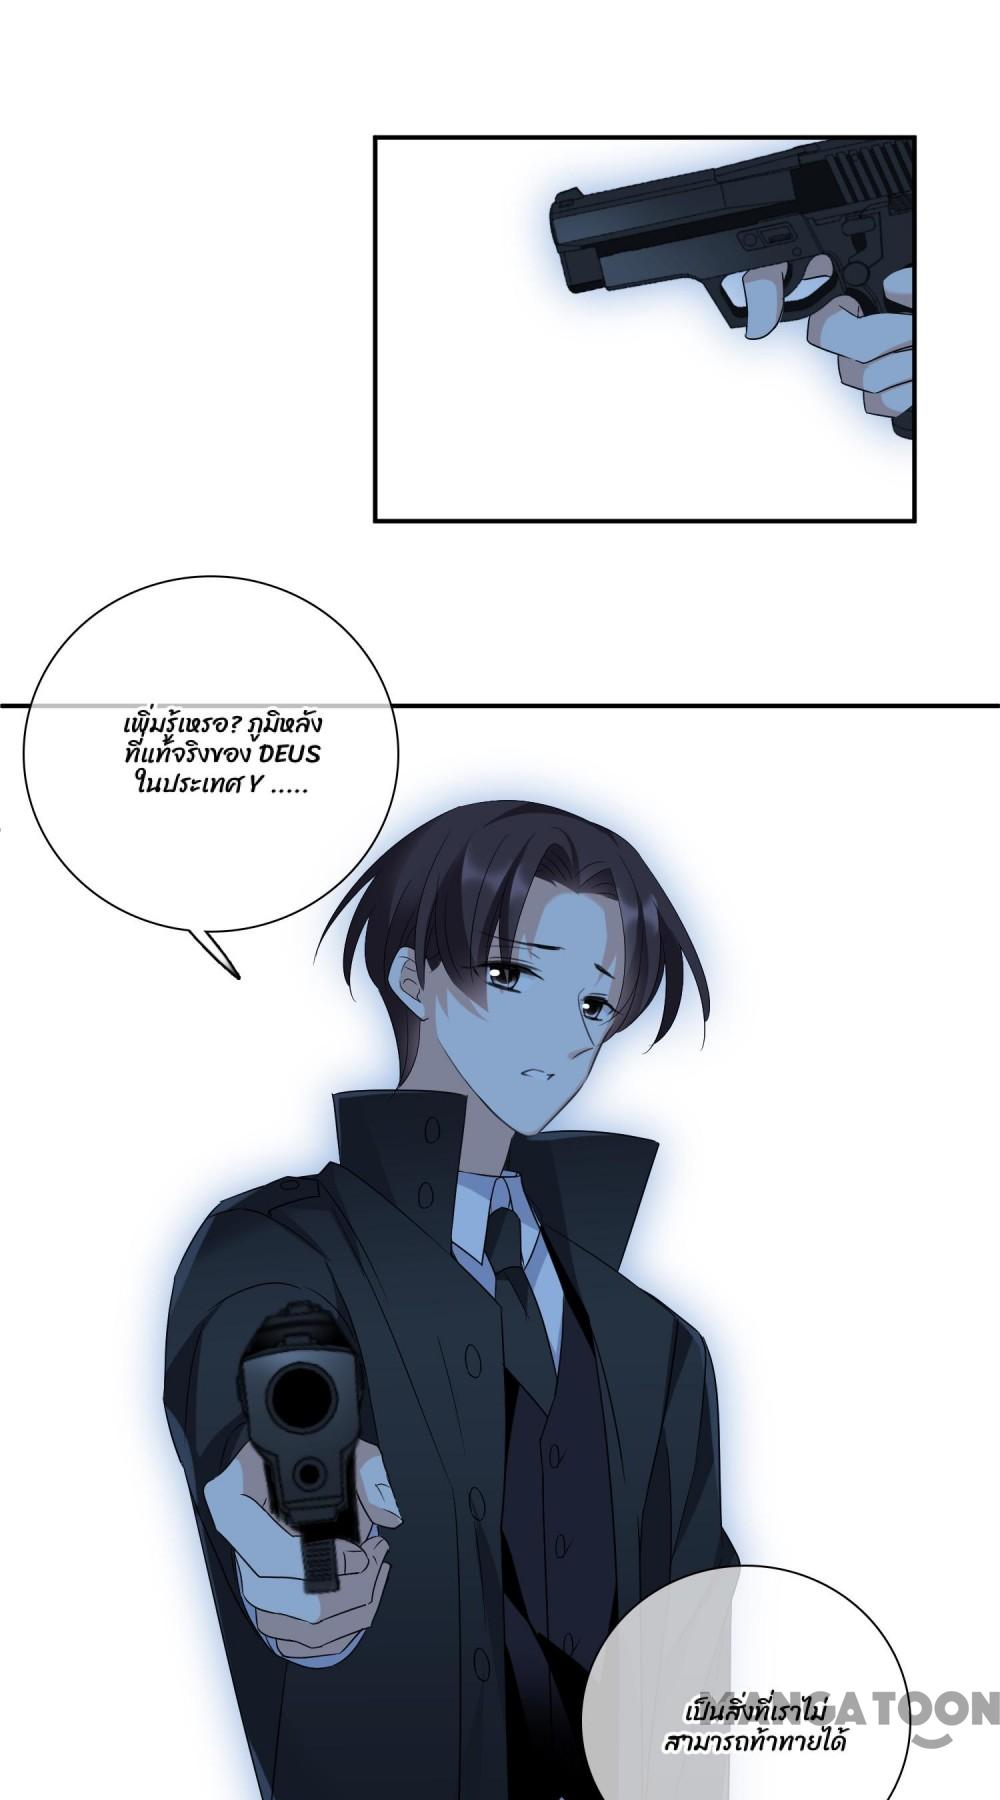 เพิ่มรู้เหรอ? ภูมิหลัง
ที่แท้จริงของ DEUS
ในประเทศ Y .....
เป็นสิ่งที่เราไม่
สามารถท้าทายได้
MANGATOON